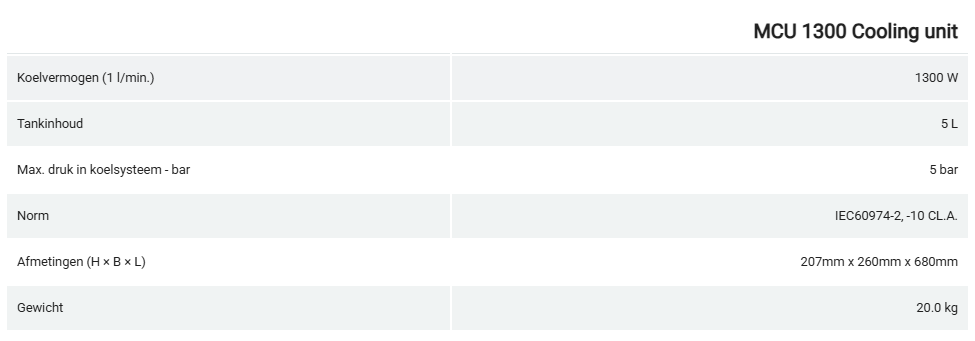 MCU 1300 Cooling unit
Koelvermogen (1 l/min.) 1300 W
Tankinhoud 5 L
Max. druk in koelsysteem - bar 5 bar
Norm IEC60974-2, -10 CL.A.
Afmetingen (H × B × L) 207mm x 260mm x 680mm
Gewicht 20.0 kg